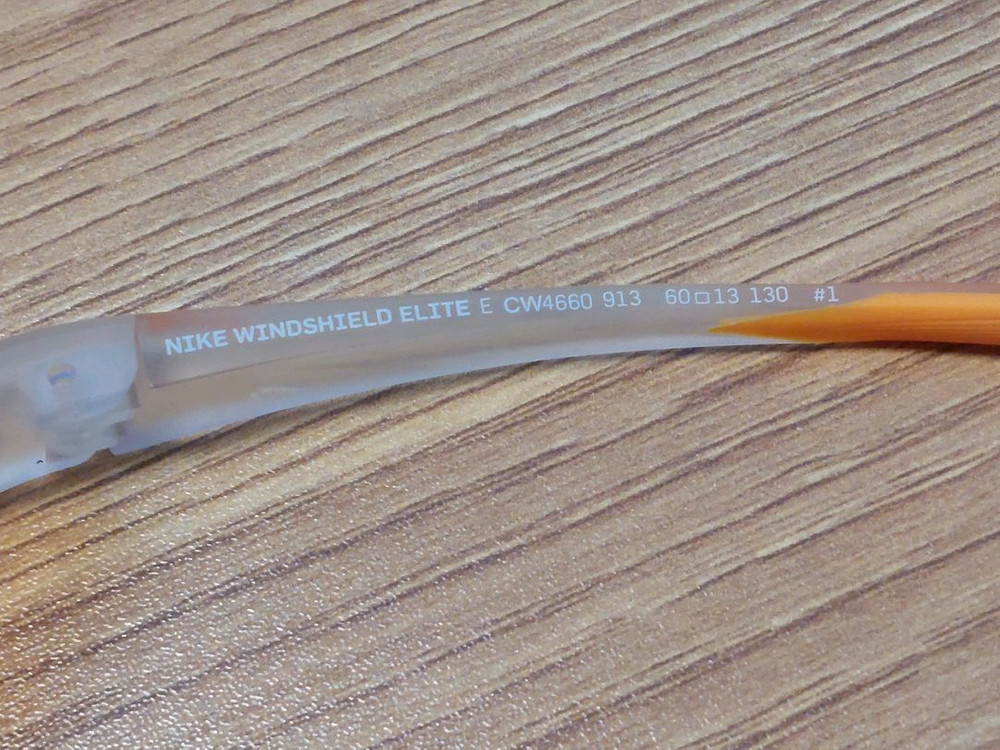 NIKE WINDSHIELD ELITE E CW4660 913 60□13 130 #1